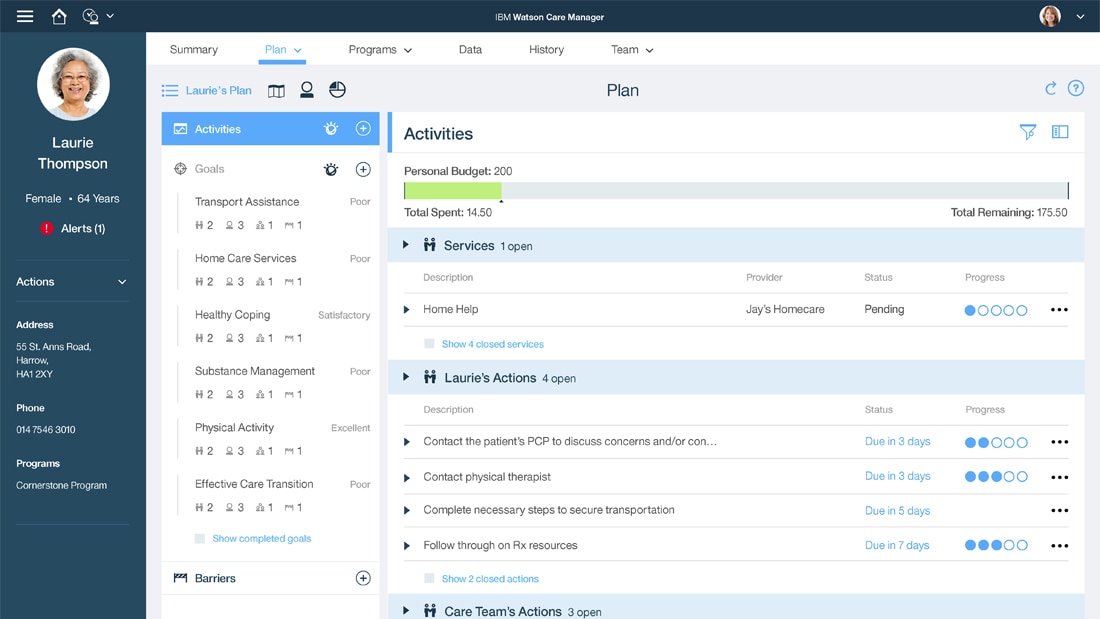 IBM Watson Care Manager
Summary Plan Programs Data History Team
Laurie Thompson
Female • 64 Years
! Alerts (1)
Actions
Address
55 St. Anns Road,
Harrow,
HA1 2XY
Phone
014 7546 3010
Programs
Cornerstone Program
Laurie's Plan
Plan
?
Activities
Goals
Transport Assistance Poor
2 3 1 1
Home Care Services Poor
2 3 1 1
Healthy Coping Satisfactory
2 3 1 1
Substance Management Poor
2 3 1 1
Physical Activity Excellent
2 3 1 1
Effective Care Transition Poor
2 3 1 1
Show completed goals
Barriers
Activities
Personal Budget: 200
Total Spent: 14.50 Total Remaining: 175.50
Services 1 open
Description Provider Status Progress
Home Help Jay's Homecare Pending
Show 4 closed services
Laurie's Actions 4 open
Description Status Progress
Contact the patient's PCP to discuss concerns and/or con... Due in 3 days
Contact physical therapist Due in 3 days
Complete necessary steps to secure transportation Due in 5 days
Follow through on Rx resources Due in 7 days
Show 2 closed actions
Care Team's Actions 3 open